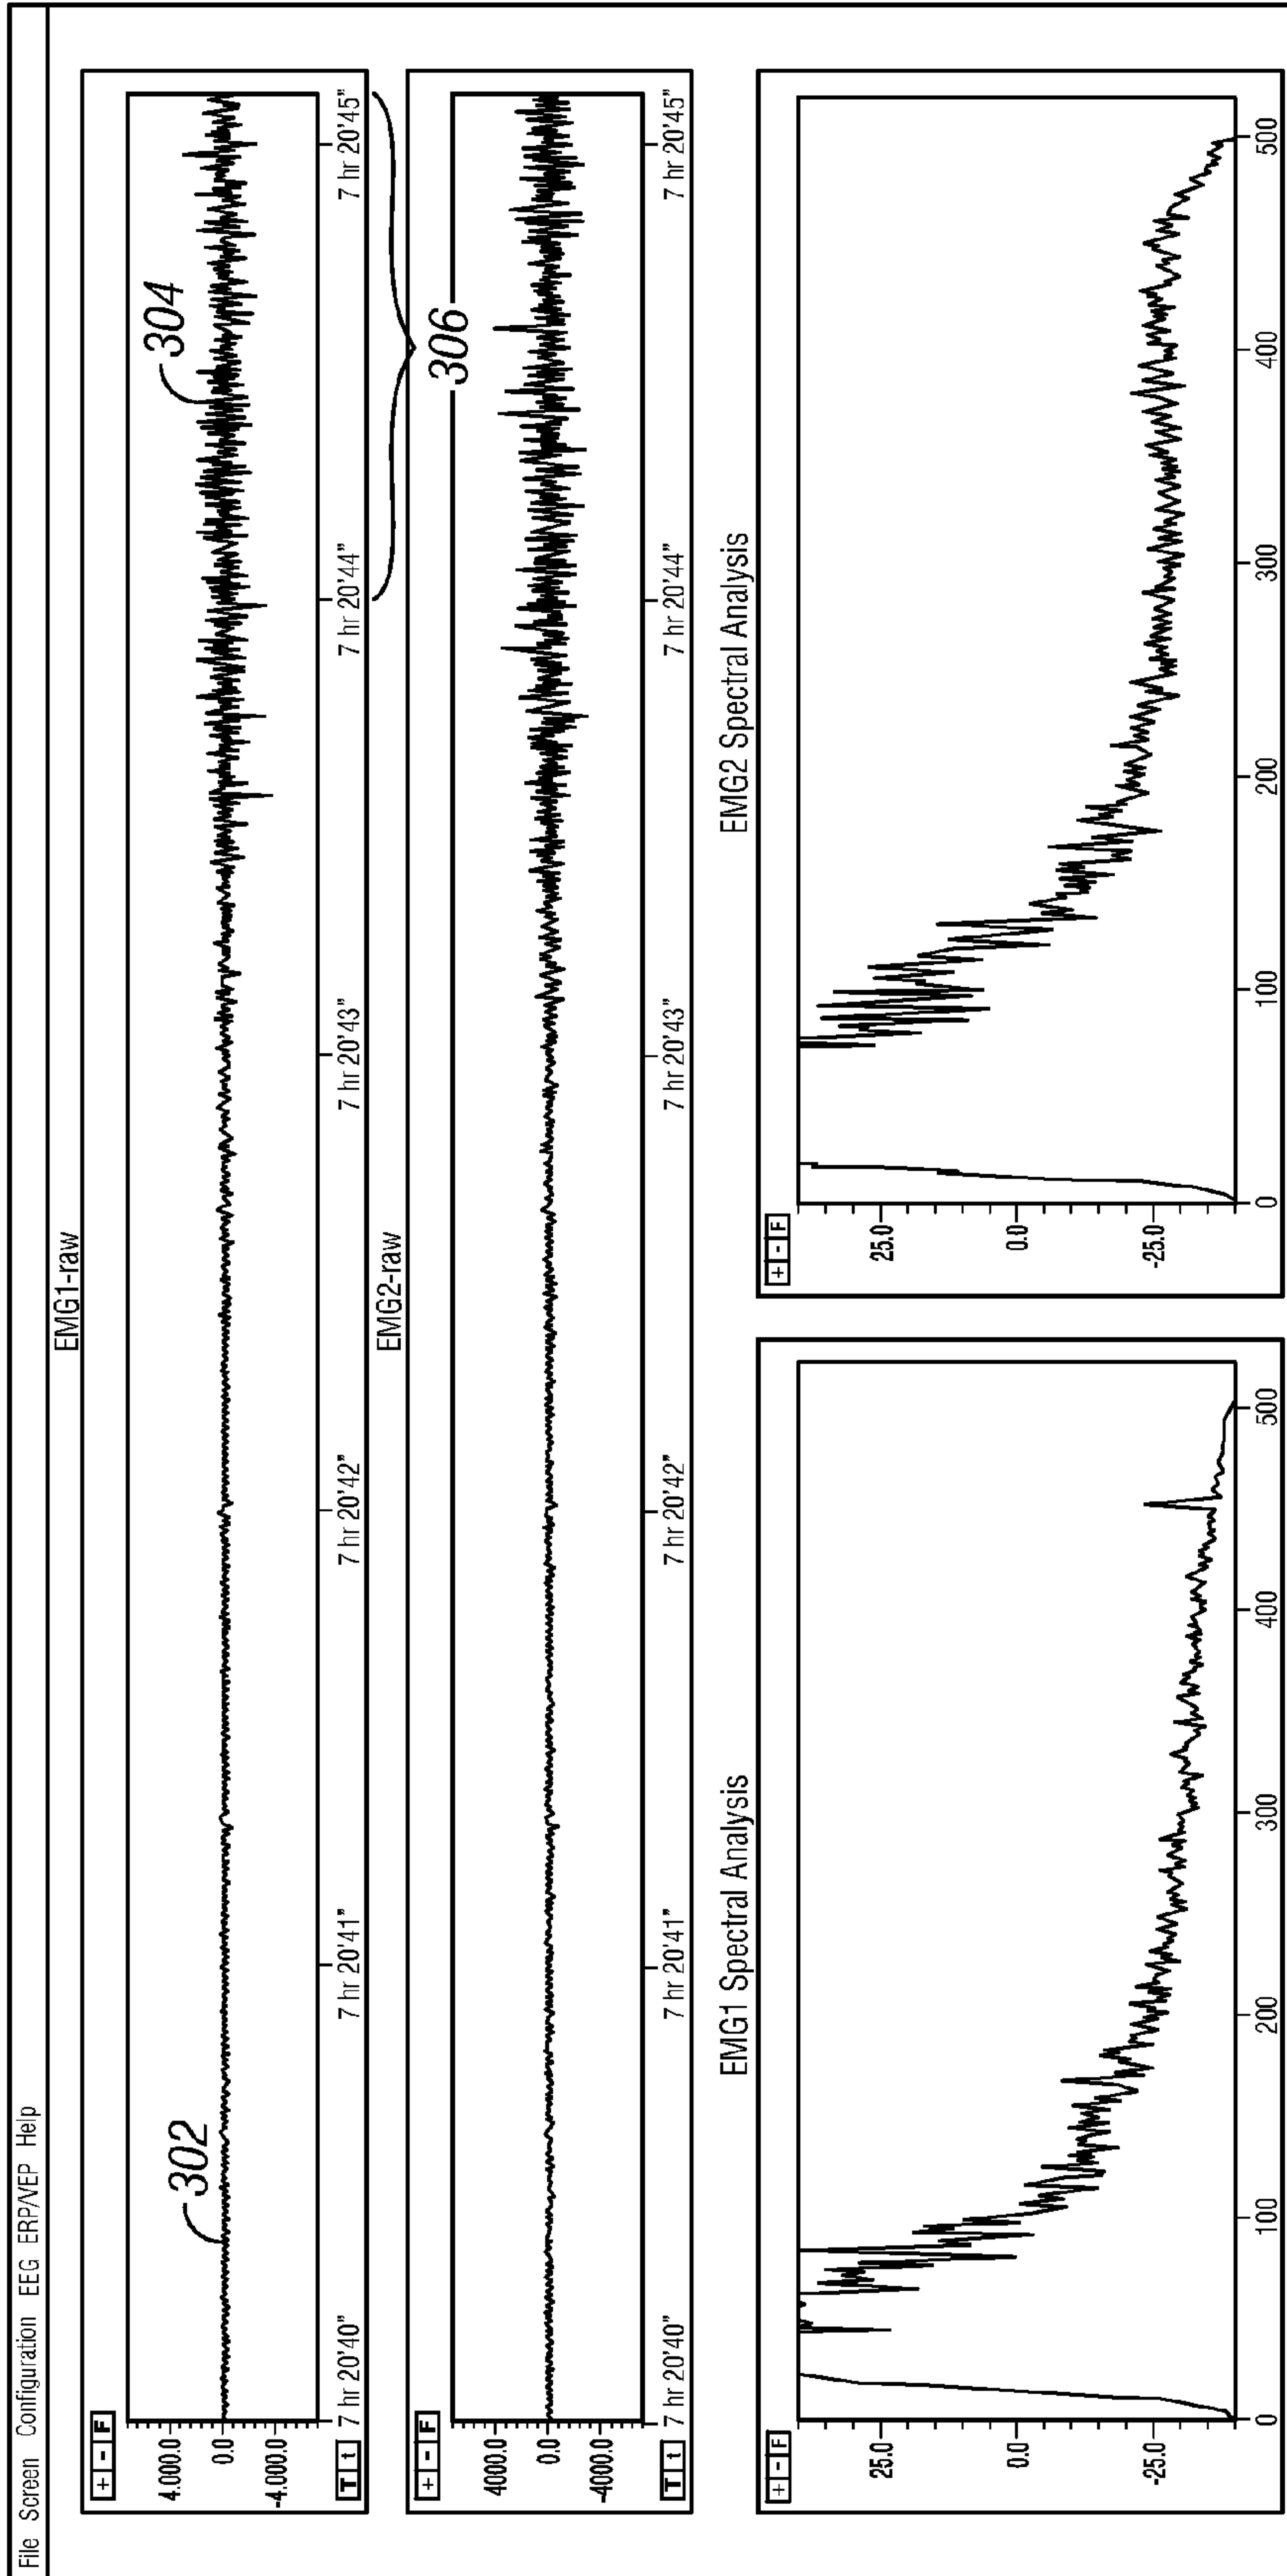 File Screen Configuration EEG ERP/VEP Help
EMG1-raw
+ - F
4.000.0
0.0
-4.000.0
302
304
T t
7 hr 20'40" 7 hr 20'41" 7 hr 20'42" 7 hr 20'43" 7 hr 20'44" 7 hr 20'45"
EMG2-raw
306
+ - F
4000.0
0.0
-4000.0
T t
7 hr 20'40" 7 hr 20'41" 7 hr 20'42" 7 hr 20'43" 7 hr 20'44" 7 hr 20'45"
EMG1 Spectral Analysis
+ - F
25.0
0.0
-25.0
0 100 200 300 400 500
EMG2 Spectral Analysis
+ - F
25.0
0.0
-25.0
0 100 200 300 400 500